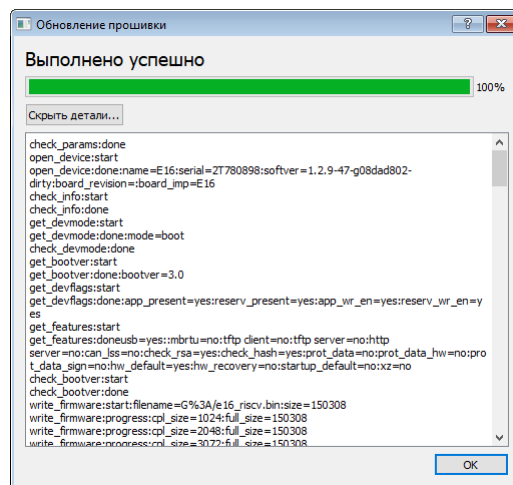 Обновление прошивки
Выполнено успешно
100%
Скрыть детали...
check_params:done
open_device:start
open_device:done:name=E16:serial=2T780898:softver=1.2.9-47-g08dad802-
dirty:board_revision=:board_imp=E16
check_info:start
check_info:done
get_devmode:start
get_devmode:done:mode=boot
check_devmode:done
get_bootver:start
get_bootver:done:bootver=3.0
get_devflags:start
get_devflags:done:app_present=yes:reserv_present=yes:app_wr_en=yes:reserv_wr_en=y
es
get_features:start
get_features:doneusb=yes::mbrtu=no:tftp client=no:tftp server=no:http
server=no:can_lss=no:check_rsa=yes:check_hash=yes:prot_data=no:prot_data_hw=no:pro
t_data_sign=no:hw_default=yes:hw_recovery=no:startup_default=no:xz=no
check_bootver:start
check_bootver:done
write_firmware:start:filename=G%3A/e16_riscv.bin:size=150308
write_firmware:progress:cpl_size=1024:full_size=150308
write_firmware:progress:cpl_size=2048:full_size=150308
write_firmware:progress:cpl_size=3072:full_size=150308
OK